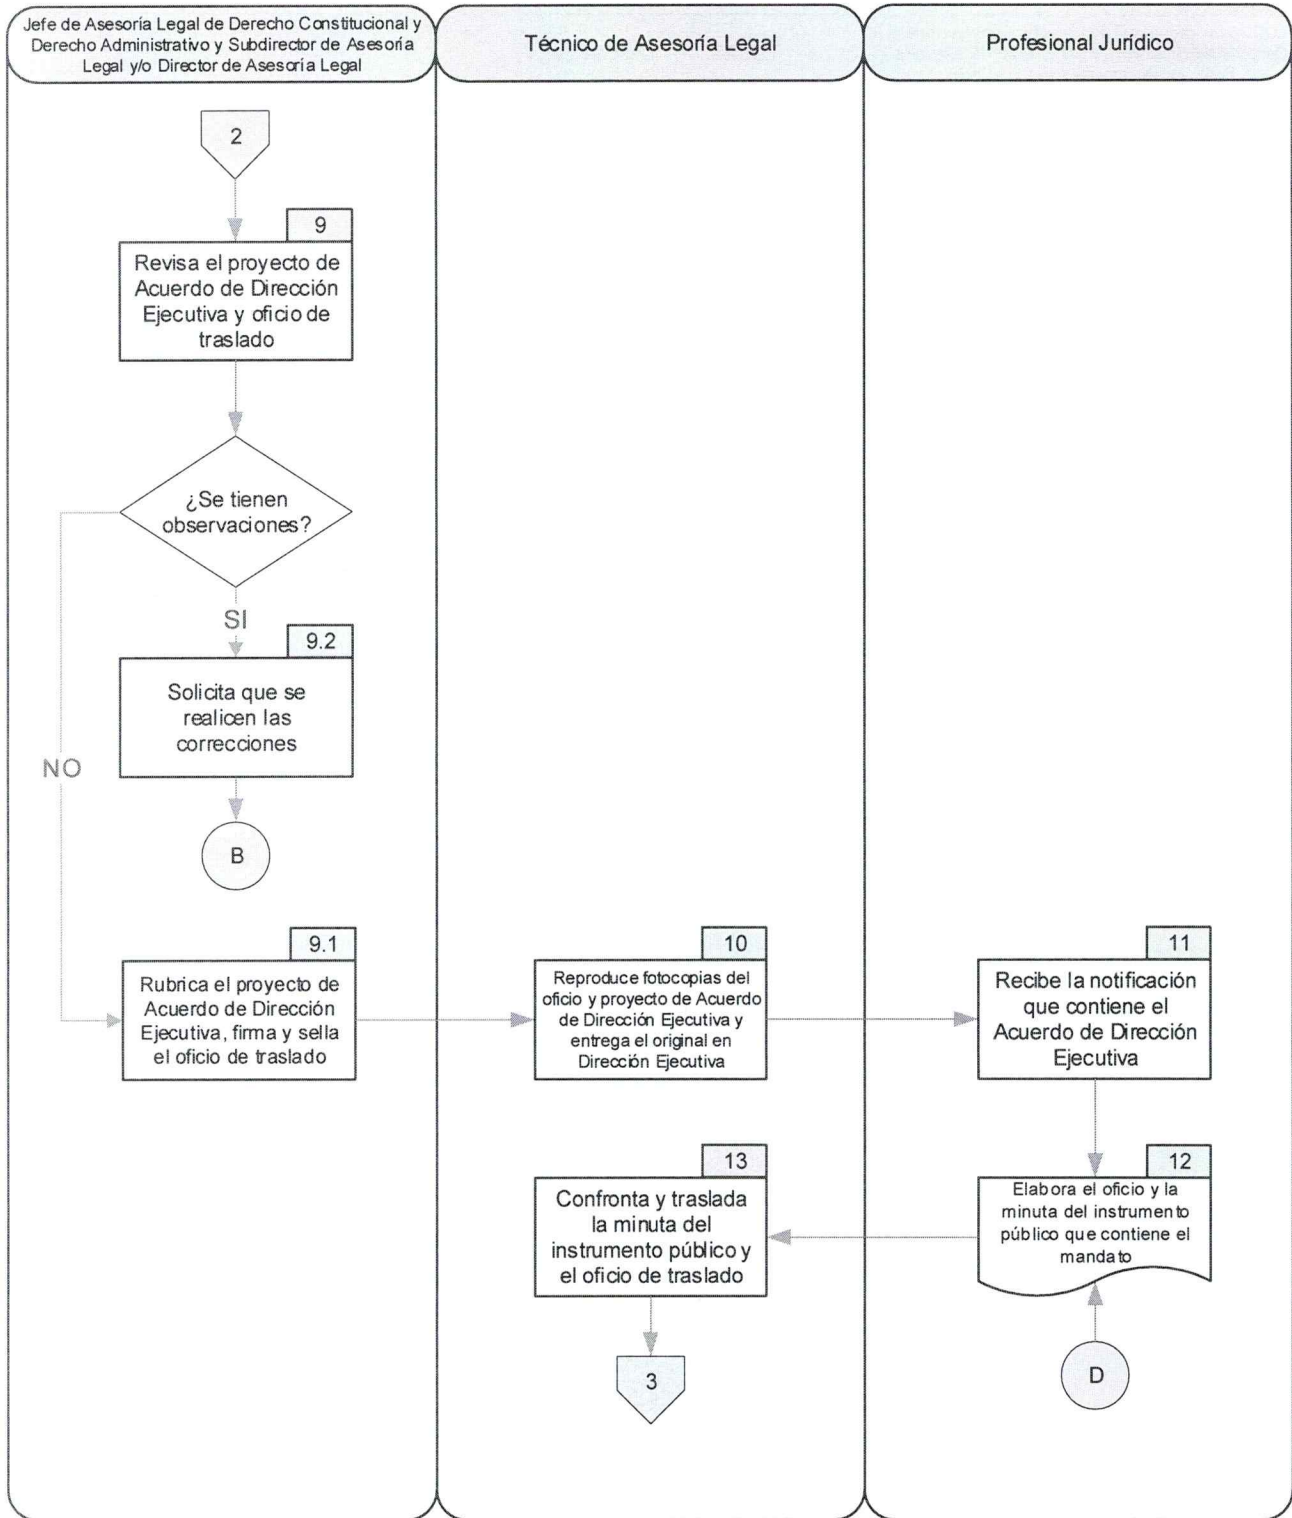 Jefe de Asesoría Legal de Derecho Constitucional y
Derecho Administrativo y Subdirector de Asesoría
Legal y/o Director de Asesoría Legal
Técnico de Asesoría Legal
Profesional Jurídico
2
9
Revisa el proyecto de
Acuerdo de Dirección
Ejecutiva y oficio de
traslado
¿Se tienen
observaciones?
SI
9.2
Solicita que se
realicen las
correcciones
NO
B
9.1
Rubrica el proyecto de
Acuerdo de Dirección
Ejecutiva, firma y sella
el oficio de traslado
10
Reproduce fotocopias del
oficio y proyecto de Acuerdo
de Dirección Ejecutiva y
entrega el original en
Dirección Ejecutiva
11
Recibe la notificación
que contiene el
Acuerdo de Dirección
Ejecutiva
12
Elabora el oficio y la
minuta del instrumento
público que contiene el
mandato
13
Confronta y traslada
la minuta del
instrumento público y
el oficio de traslado
3
D